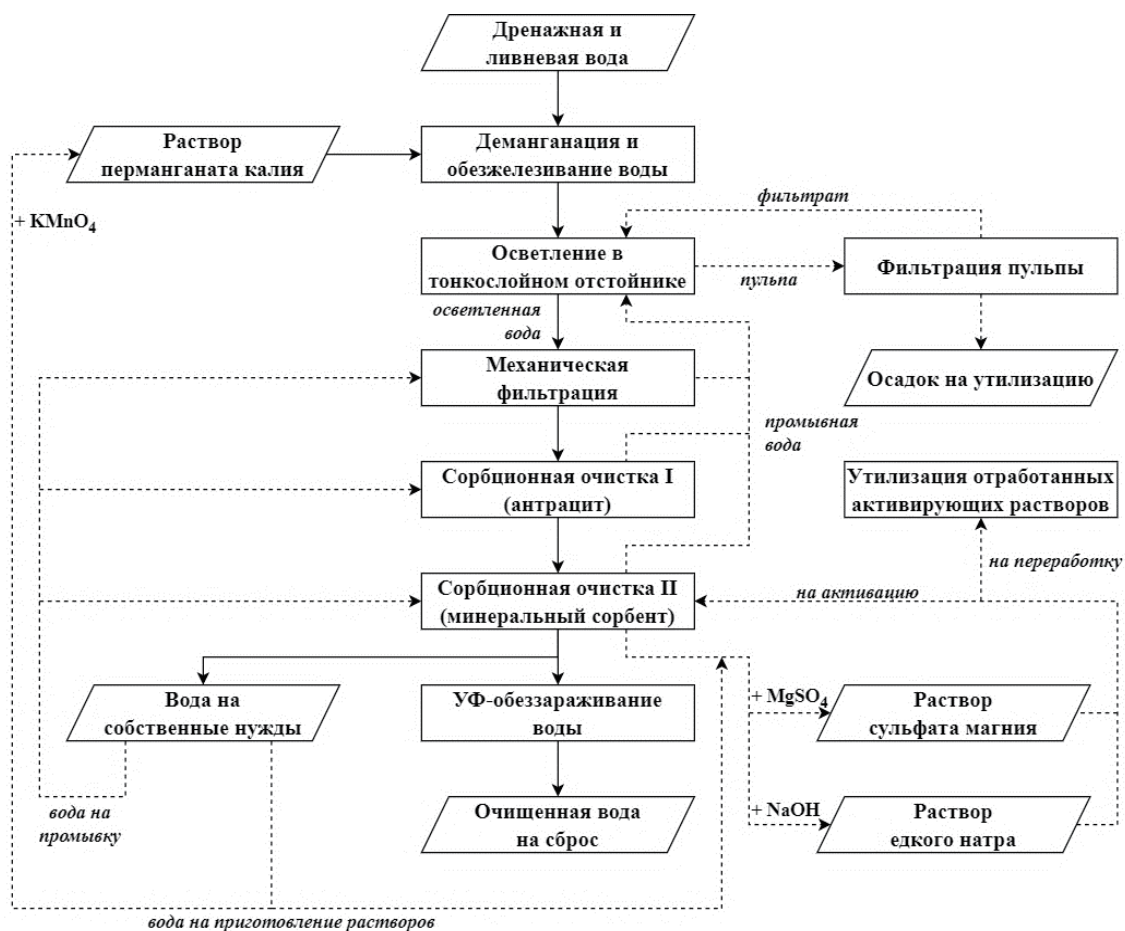 Дренажная и
ливневая вода
Раствор
перманганата калия
Деманганация и
обезжелезивание воды
+ KMnO₄
фильтрат
Осветление в
тонкослойном отстойнике
пульпа
Фильтрация пульпы
осветленная
вода
Механическая
фильтрация
Осадок на утилизацию
промывная
вода
Сорбционная очистка I
(антрацит)
Утилизация отработанных
активирующих растворов
на переработку
Сорбционная очистка II
(минеральный сорбент)
на активацию
Вода на
собственные нужды
УФ-обеззараживание
воды
+ MgSO₄
Раствор
сульфата магния
вода на
промывку
Очищенная вода
на сброс
+ NaOH
Раствор
едкого натра
вода на приготовление растворов